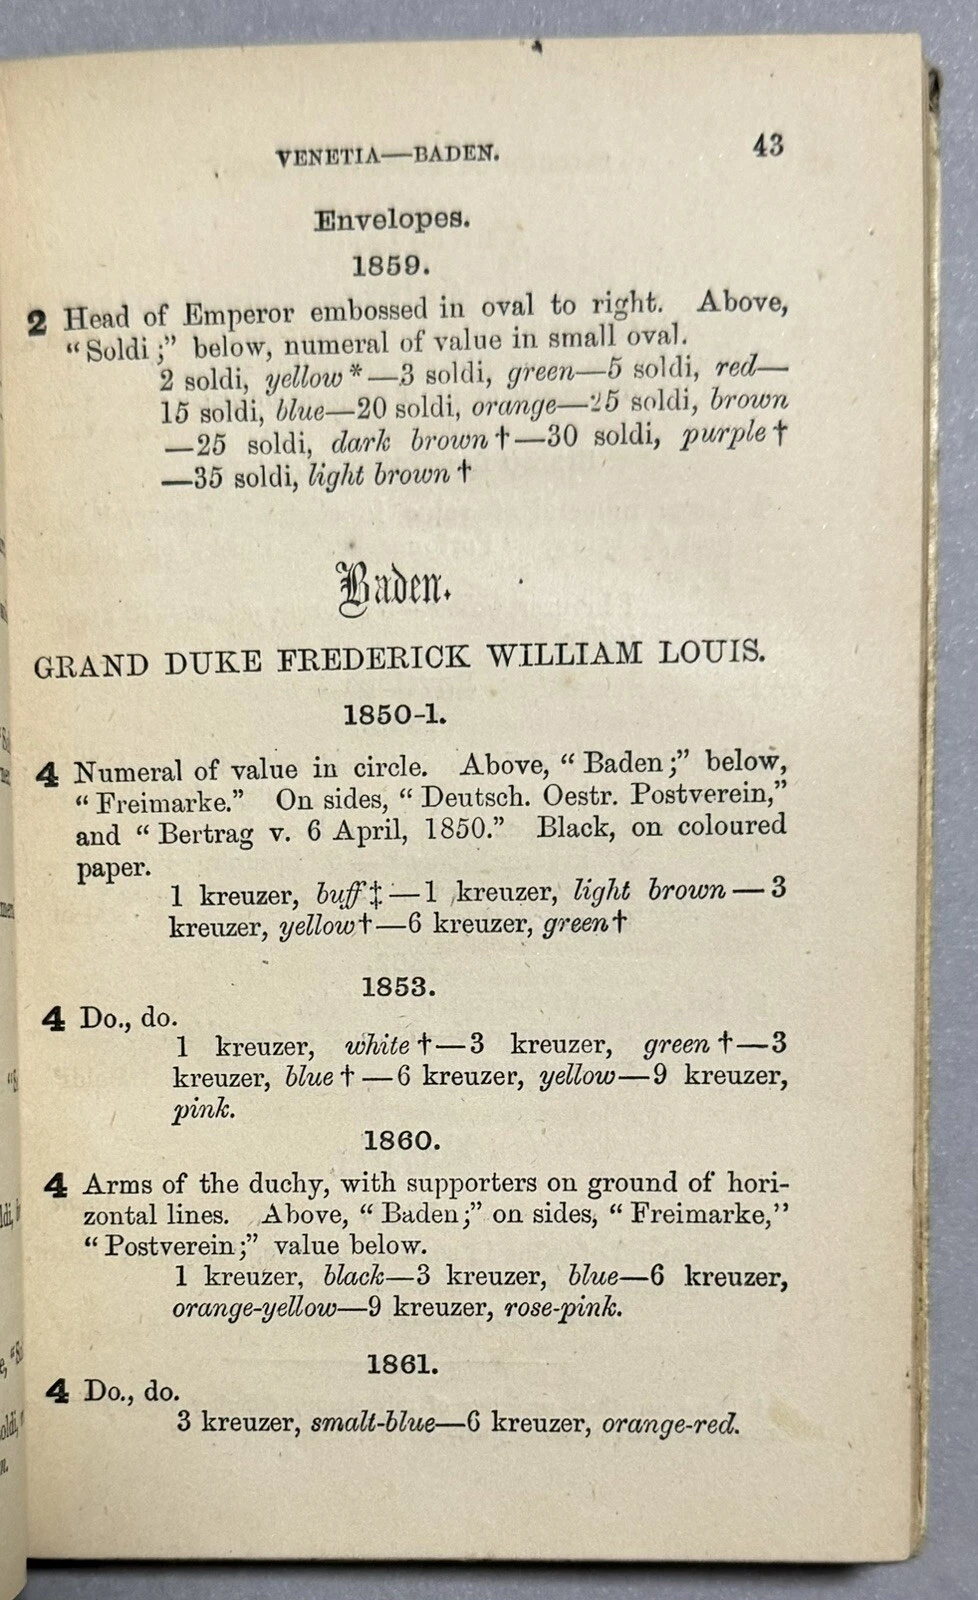 VENETIA—BADEN. 43
Envelopes.
1859.
2 Head of Emperor embossed in oval to right. Above,
“Soldi;” below, numeral of value in small oval.
2 soldi, yellow*—3 soldi, green—5 soldi, red—
15 soldi, blue—20 soldi, orange—25 soldi, brown
—25 soldi, dark brown†—30 soldi, purple†
—35 soldi, light brown†
Baden.
GRAND DUKE FREDERICK WILLIAM LOUIS.
1850-1.
4 Numeral of value in circle. Above, “Baden;” below,
“Freimarke.” On sides, “Deutsch. Oestr. Postverein,”
and “Bertrag v. 6 April, 1850.” Black, on coloured
paper.
1 kreuzer, buff‡—1 kreuzer, light brown—3
kreuzer, yellow†—6 kreuzer, green†
1853.
4 Do., do.
1 kreuzer, white†—3 kreuzer, green†—3
kreuzer, blue†—6 kreuzer, yellow—9 kreuzer,
pink.
1860.
4 Arms of the duchy, with supporters on ground of hori-
zontal lines. Above, “Baden;” on sides, “Freimarke,”
“Postverein;” value below.
1 kreuzer, black—3 kreuzer, blue—6 kreuzer,
orange-yellow—9 kreuzer, rose-pink.
1861.
4 Do., do.
3 kreuzer, smalt-blue—6 kreuzer, orange-red.